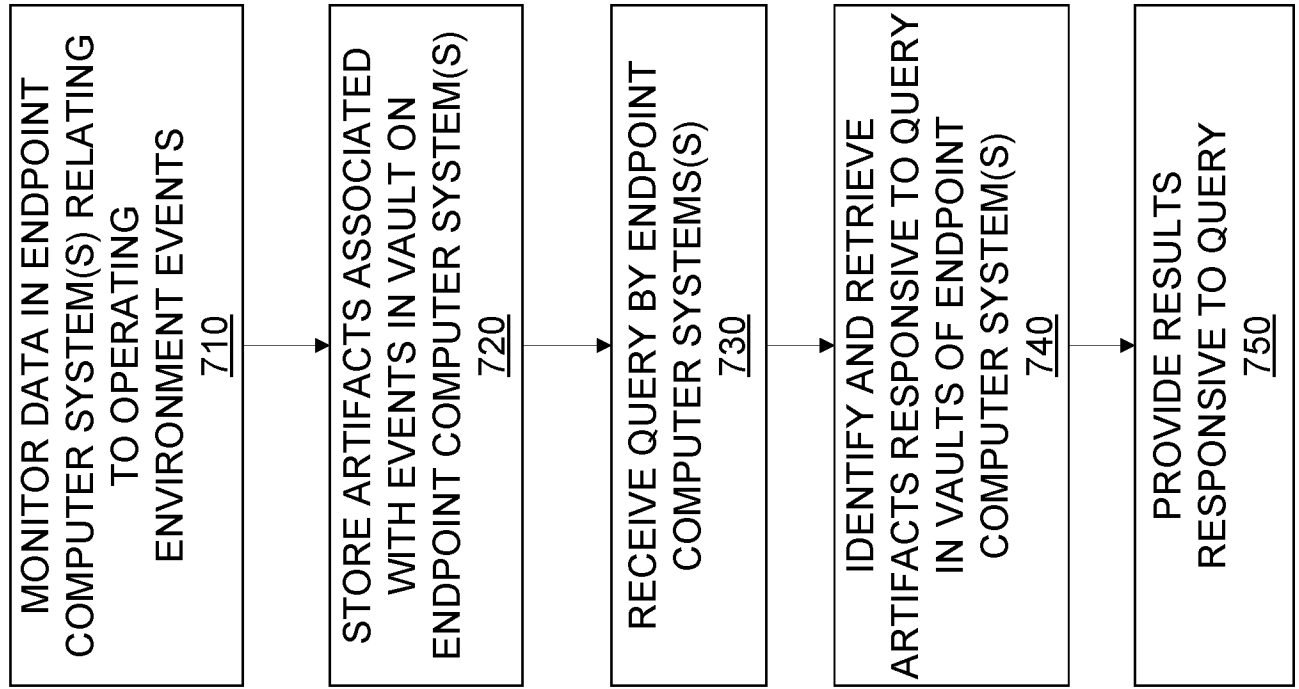 MONITOR DATA IN ENDPOINT
COMPUTER SYSTEM(S) RELATING
TO OPERATING
ENVIRONMENT EVENTS
710
STORE ARTIFACTS ASSOCIATED
WITH EVENTS IN VAULT ON
ENDPOINT COMPUTER SYSTEM(S)
720
RECEIVE QUERY BY ENDPOINT
COMPUTER SYSTEMS(S)
730
IDENTIFY AND RETRIEVE
ARTIFACTS RESPONSIVE TO QUERY
IN VAULTS OF ENDPOINT
COMPUTER SYSTEM(S)
740
PROVIDE RESULTS
RESPONSIVE TO QUERY
750